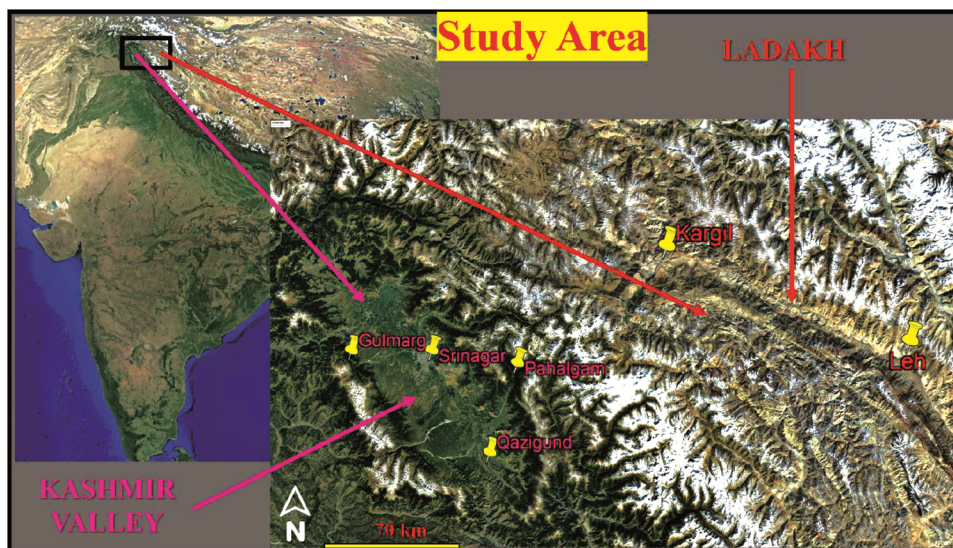 Study Area
LADAKH
Kargil
Gulmarg
Srinagar
Pahalgam
Leh
Qazigund
KASHMIR
VALLEY
N
70 km